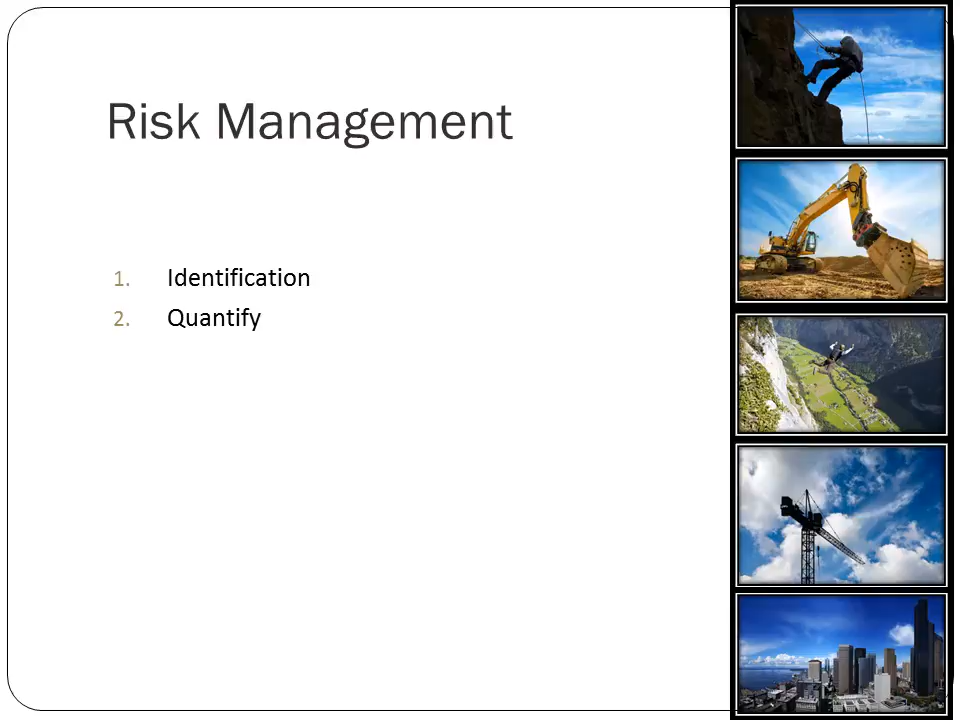 Risk Management
1. Identification
2. Quantify